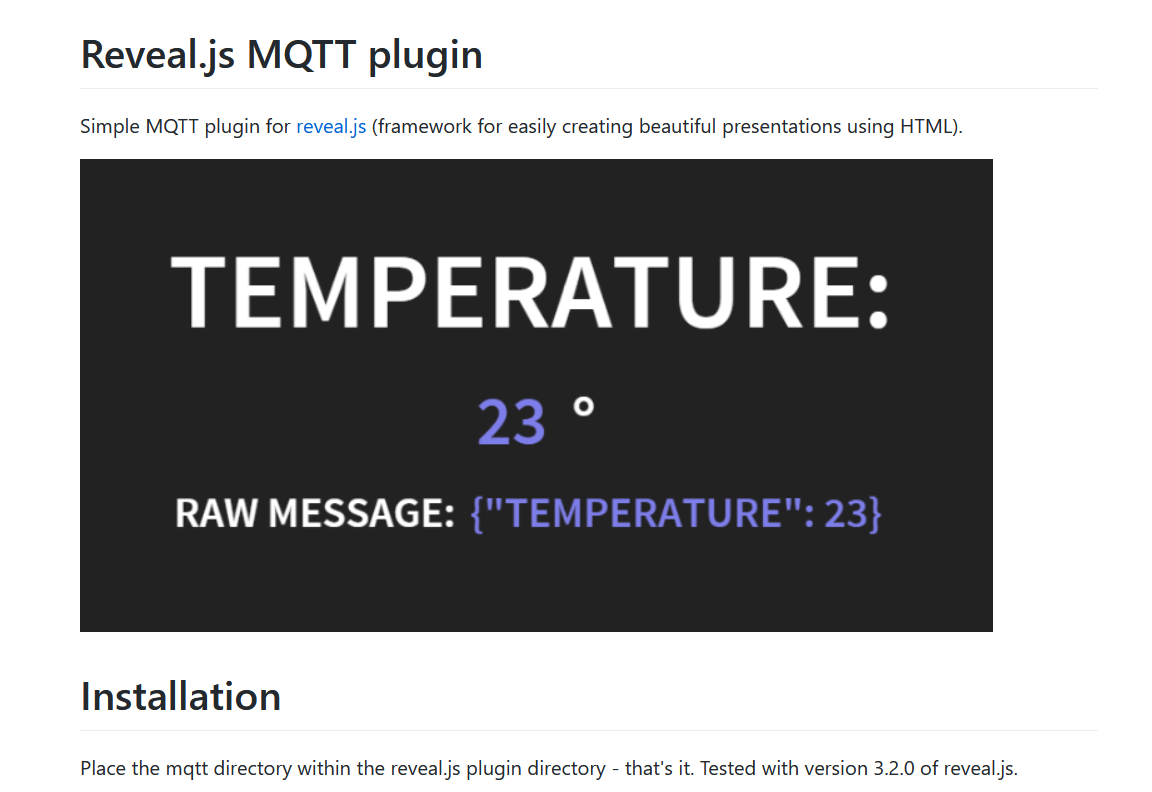 Reveal.js MQTT plugin
Simple MQTT plugin for reveal.js (framework for easily creating beautiful presentations using HTML).
TEMPERATURE:
23 °
RAW MESSAGE: {"TEMPERATURE": 23}
Installation
Place the mqtt directory within the reveal.js plugin directory - that's it. Tested with version 3.2.0 of reveal.js.